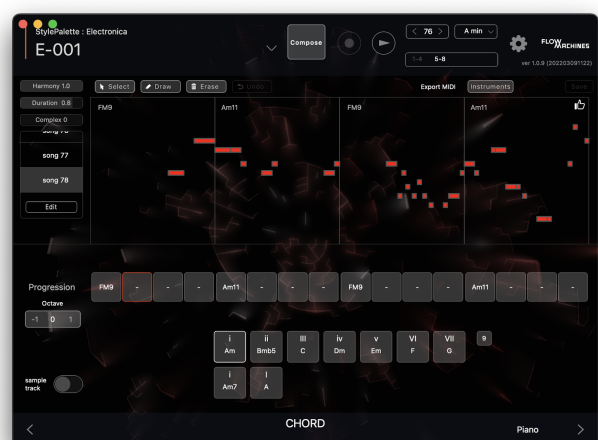 StylePalette : Electronica
E-001
Compose
< 76 >
A min
1-4 5-8
FLOW MACHINES
ver 1.0.9 (202203091122)
Harmony 1.0
Duration 0.8
Complex 0
Select
Draw
Erase
Undo
Export MIDI
Instruments
Save
FM9
Am11
FM9
Am11
song 76
song 77
song 78
Edit
Progression
FM9 - - - Am11 - - - FM9 - - - Am11 - - -
Octave
-1 0 1
i ii III iv v VI VII
Am Bmb5 C Dm Em F G
9
i I
Am7 A
sample
track
<
CHORD
Piano
>